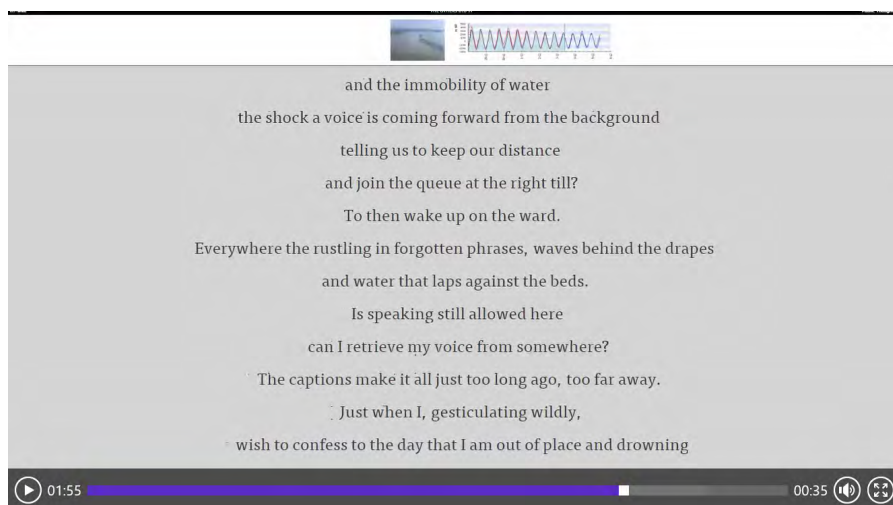 and the immobility of water
the shock a voice is coming forward from the background
telling us to keep our distance
and join the queue at the right till?
To then wake up on the ward.
Everywhere the rustling in forgotten phrases, waves behind the drapes
and water that laps against the beds.
Is speaking still allowed here
can I retrieve my voice from somewhere?
The captions make it all just too long ago, too far away.
Just when I, gesticulating wildly,
wish to confess to the day that I am out of place and drowning
01:55
00:35